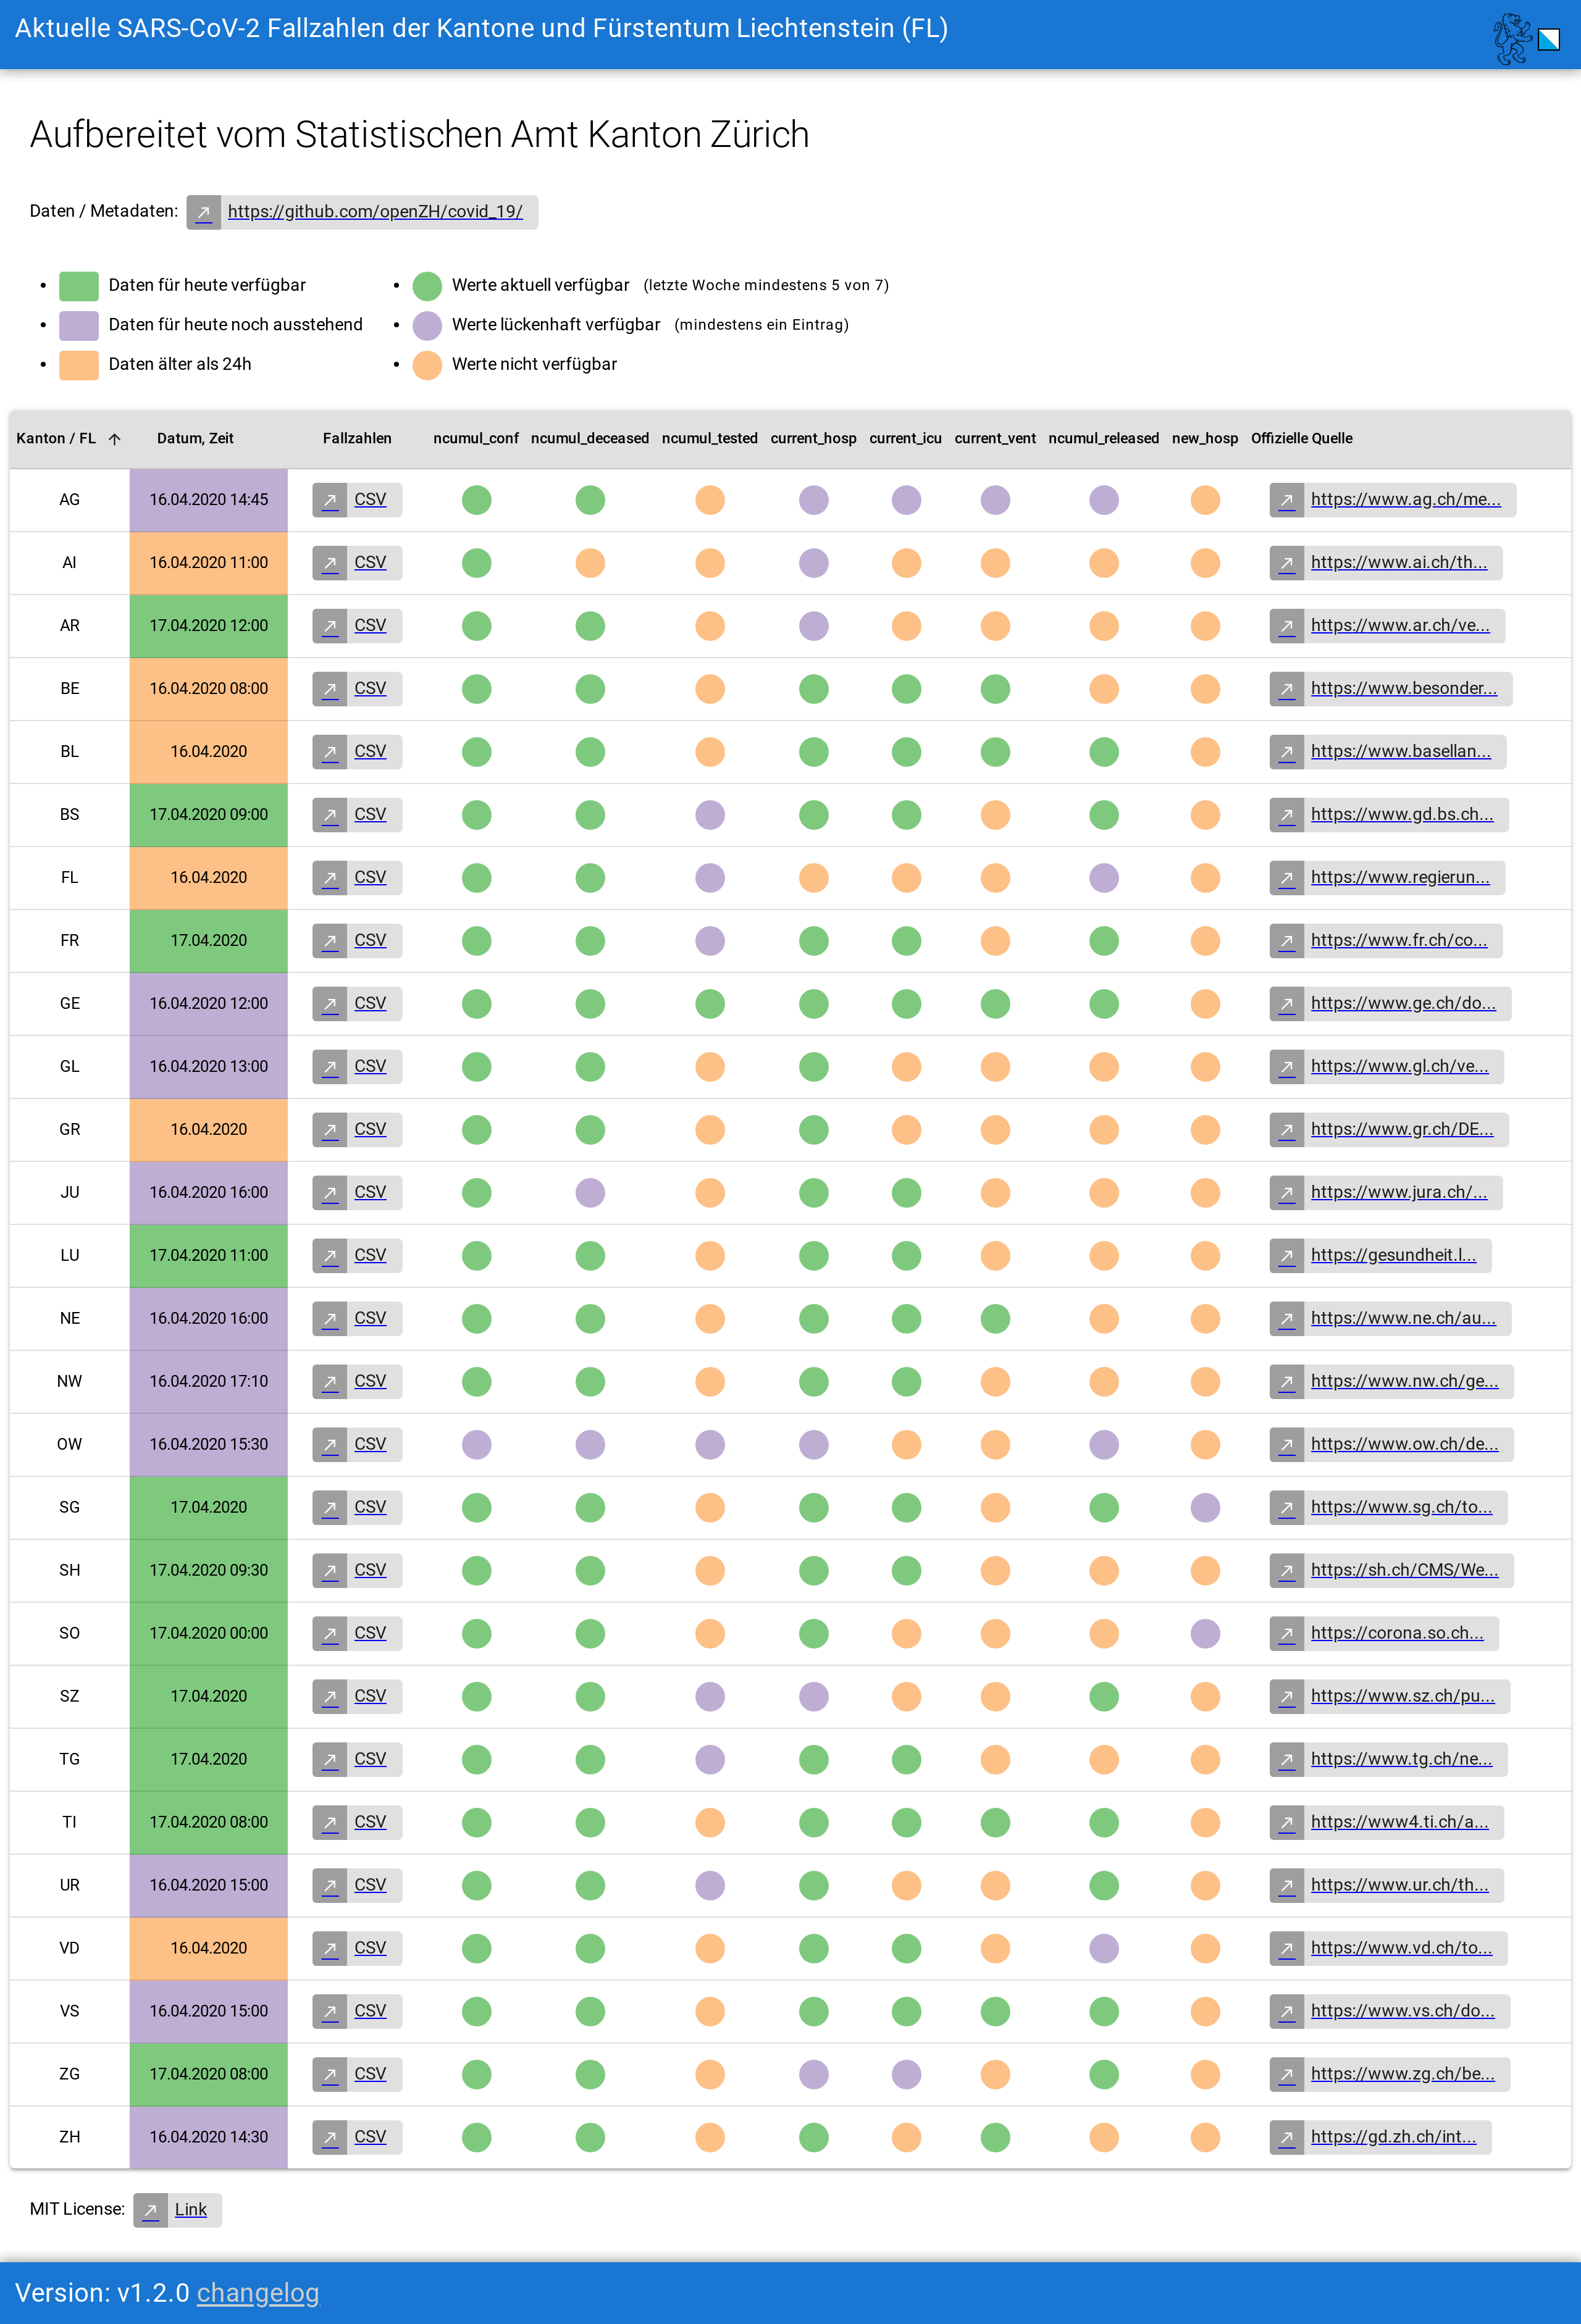 Aktuelle SARS-CoV-2 Fallzahlen der Kantone und Fürstentum Liechtenstein (FL)
Aufbereitet vom Statistischen Amt Kanton Zürich
Daten / Metadaten: https://github.com/openZH/covid_19/
Daten für heute verfügbar
Daten für heute noch ausstehend
Daten älter als 24h
Werte aktuell verfügbar (letzte Woche mindestens 5 von 7)
Werte lückenhaft verfügbar (mindestens ein Eintrag)
Werte nicht verfügbar
Kanton / FL Datum, Zeit Fallzahlen ncumul_conf ncumul_deceased ncumul_tested current_hosp current_icu current_vent ncumul_released new_hosp Offizielle Quelle
AG 16.04.2020 14:45 CSV https://www.ag.ch/me...
AI 16.04.2020 11:00 CSV https://www.ai.ch/th...
AR 17.04.2020 12:00 CSV https://www.ar.ch/ve...
BE 16.04.2020 08:00 CSV https://www.besonder...
BL 16.04.2020 CSV https://www.basellan...
BS 17.04.2020 09:00 CSV https://www.gd.bs.ch...
FL 16.04.2020 CSV https://www.regierun...
FR 17.04.2020 CSV https://www.fr.ch/co...
GE 16.04.2020 12:00 CSV https://www.ge.ch/do...
GL 16.04.2020 13:00 CSV https://www.gl.ch/ve...
GR 16.04.2020 CSV https://www.gr.ch/DE...
JU 16.04.2020 16:00 CSV https://www.jura.ch/...
LU 17.04.2020 11:00 CSV https://gesundheit.l...
NE 16.04.2020 16:00 CSV https://www.ne.ch/au...
NW 16.04.2020 17:10 CSV https://www.nw.ch/ge...
OW 16.04.2020 15:30 CSV https://www.ow.ch/de...
SG 17.04.2020 CSV https://www.sg.ch/to...
SH 17.04.2020 09:30 CSV https://sh.ch/CMS/We...
SO 17.04.2020 00:00 CSV https://corona.so.ch...
SZ 17.04.2020 CSV https://www.sz.ch/pu...
TG 17.04.2020 CSV https://www.tg.ch/ne...
TI 17.04.2020 08:00 CSV https://www4.ti.ch/a...
UR 16.04.2020 15:00 CSV https://www.ur.ch/th...
VD 16.04.2020 CSV https://www.vd.ch/to...
VS 16.04.2020 15:00 CSV https://www.vs.ch/do...
ZG 17.04.2020 08:00 CSV https://www.zg.ch/be...
ZH 16.04.2020 14:30 CSV https://gd.zh.ch/int...
MIT License: Link
Version: v1.2.0 changelog